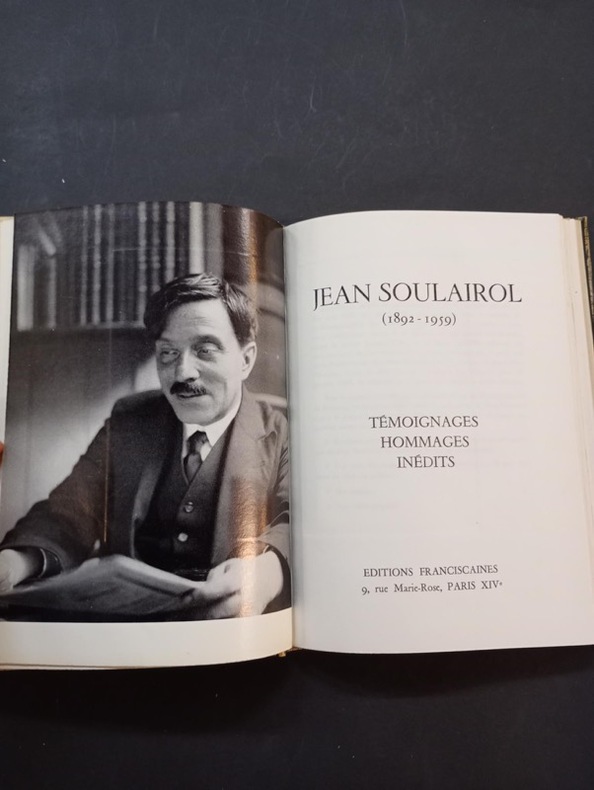 JEAN SOULAIROL
(1892-1959)
TÉMOIGNAGES
HOMMAGES
INÉDITS
EDITIONS FRANCISCAINES
9, rue Marie-Rose, PARIS XIVe